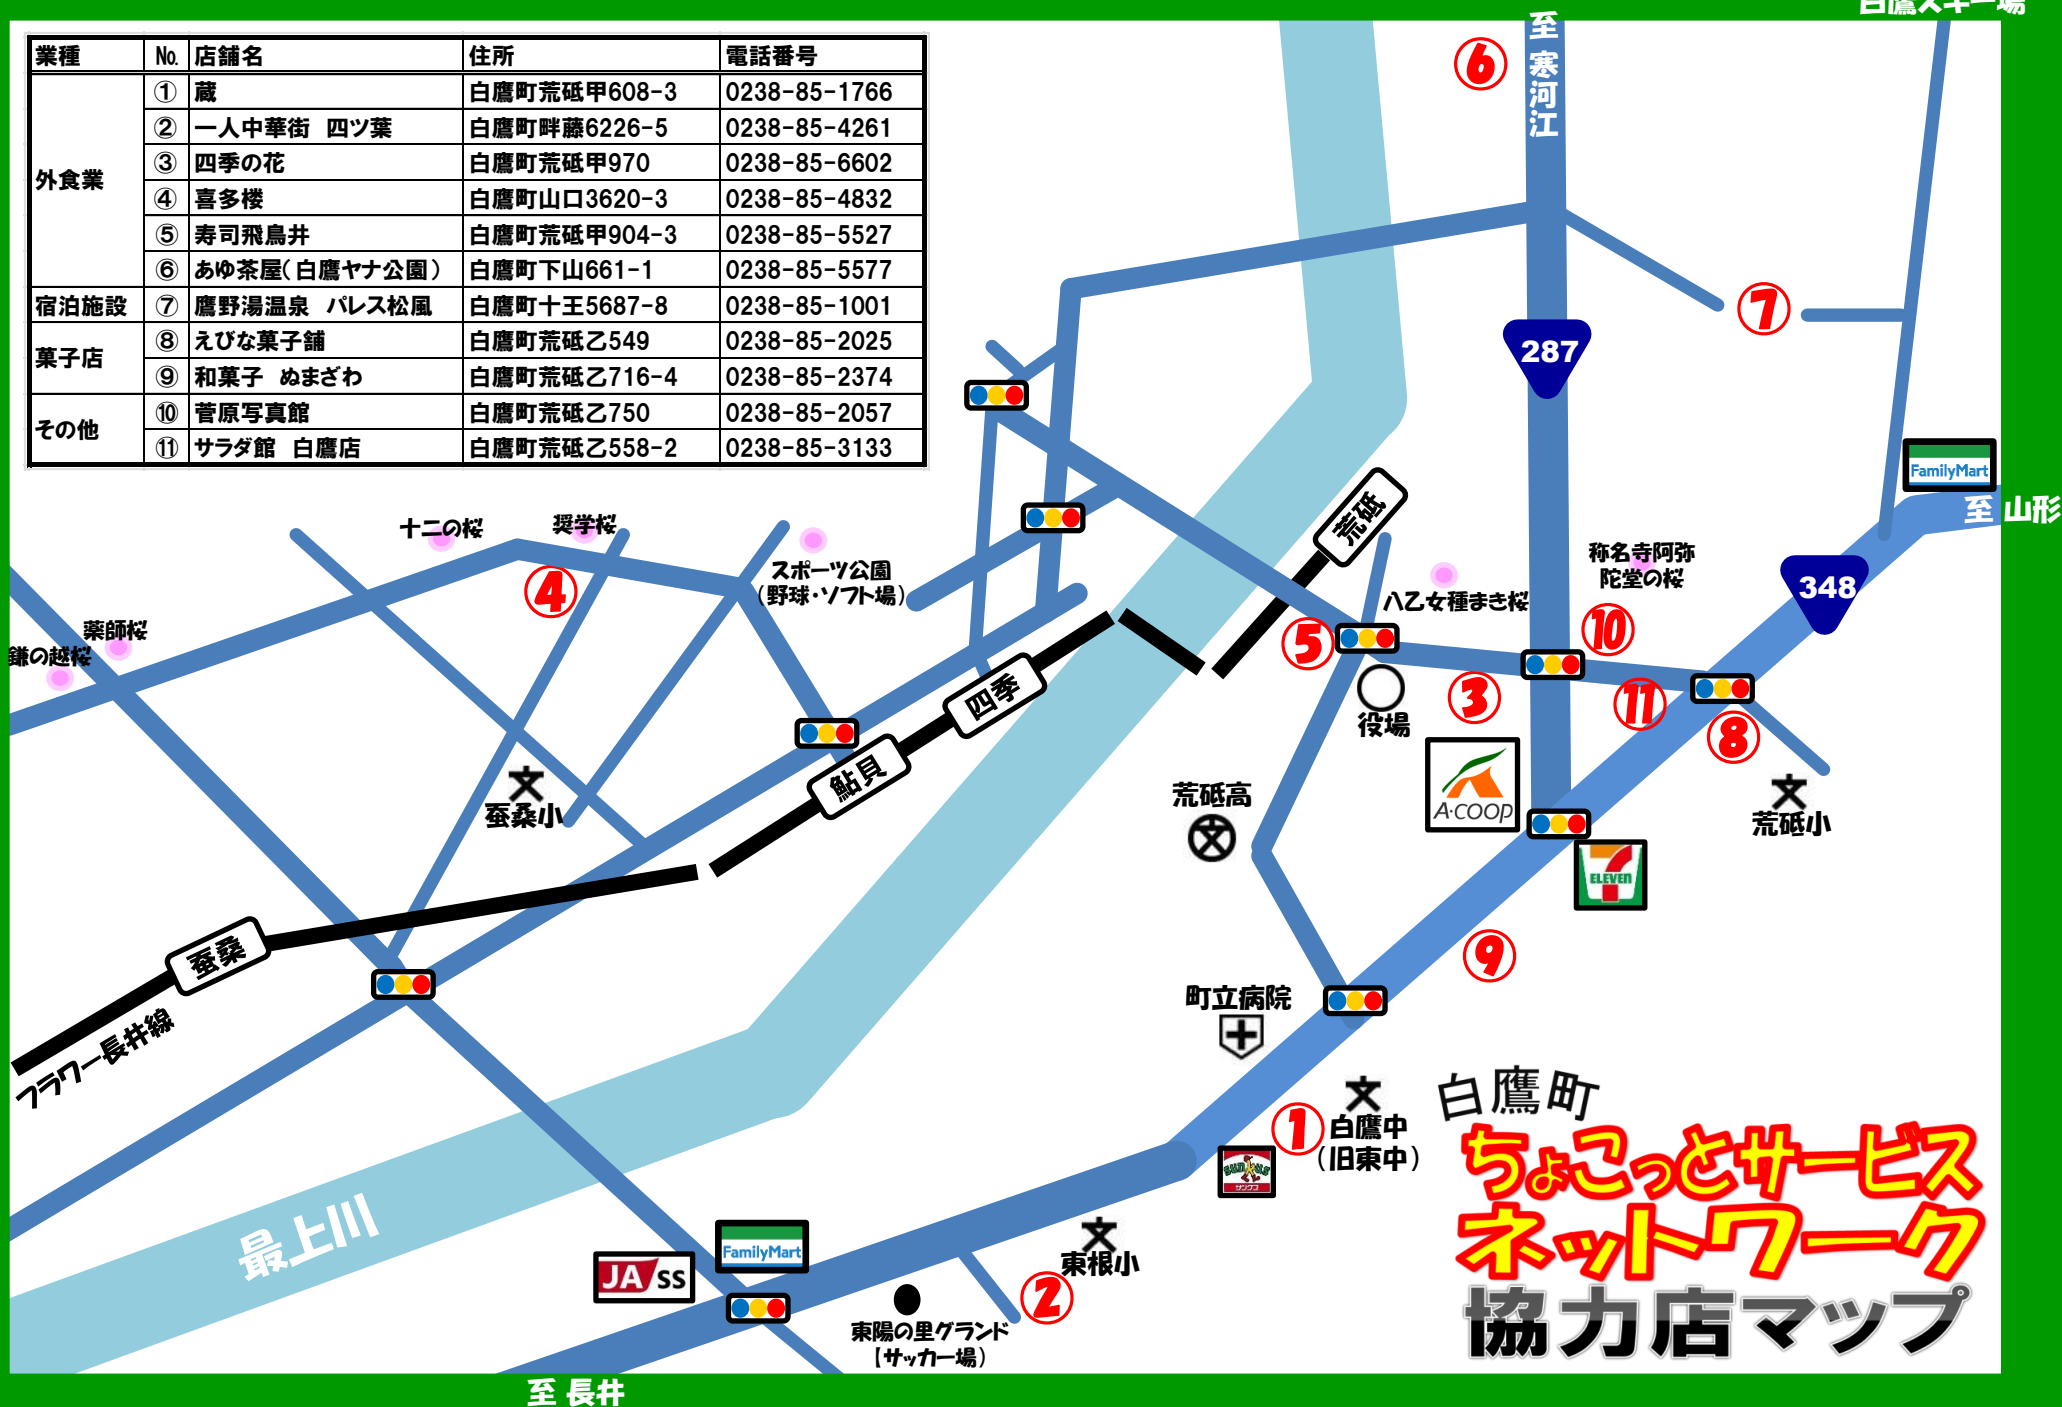 白鷹スキー場
業種 No. 店舗名 住所 電話番号
外食業
① 蔵 白鷹町荒砥甲608-3 0238-85-1766
② 一人中華街 四ツ葉 白鷹町畔藤6226-5 0238-85-4261
③ 四季の花 白鷹町荒砥甲970 0238-85-6602
④ 喜多楼 白鷹町山口3620-3 0238-85-4832
⑤ 寿司飛鳥井 白鷹町荒砥甲904-3 0238-85-5527
⑥ あゆ茶屋(白鷹ヤナ公園) 白鷹町下山661-1 0238-85-5577
宿泊施設 ⑦ 鷹野湯温泉 パレス松風 白鷹町十王5687-8 0238-85-1001
菓子店
⑧ えびな菓子舗 白鷹町荒砥乙549 0238-85-2025
⑨ 和菓子 ぬまざわ 白鷹町荒砥乙716-4 0238-85-2374
その他
⑩ 菅原写真館 白鷹町荒砥乙750 0238-85-2057
⑪ サラダ館 白鷹店 白鷹町荒砥乙558-2 0238-85-3133
至 寒河江
⑥
⑦
287
FamilyMart
至 山形
十二の桜
奨学桜
④
スポーツ公園
(野球・ソフト場)
荒砥
称名寺阿弥
陀堂の桜
348
八乙女種まき桜
薬師桜
鎌の越桜
⑤
⑩
③
⑪
⑧
役場
四季
鮎貝
蚕桑小
荒砥高
A・COOP
荒砥小
7
ELEVEN
蚕桑
フラワー長井線
⑨
町立病院
①
白鷹中
(旧東中)
sunkus
サンクス
最上川
FamilyMart
JA SS
東根小
②
東陽の里グランド
(サッカー場)
至 長井
白鷹町
ちょこっとサービス
ネットワーク
協力店マップ